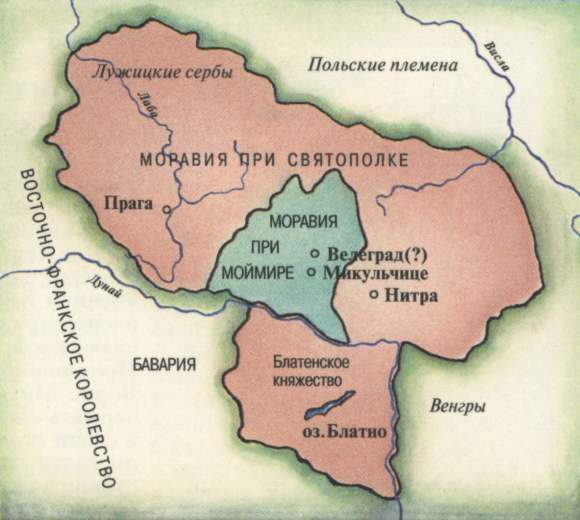 Лужицкие сербы
Польские племена
Висла
Лаба
МОРАВИЯ ПРИ СВЯТОПОЛКЕ
Прага
МОРАВИЯ
ПРИ
МОЙМИРЕ
Велеград(?)
Микульчице
Нитра
ВОСТОЧНО-ФРАНКСКОЕ КОРОЛЕВСТВО
Дунай
БАВАРИЯ
Блатенское
княжество
оз. Блатно
Венгры